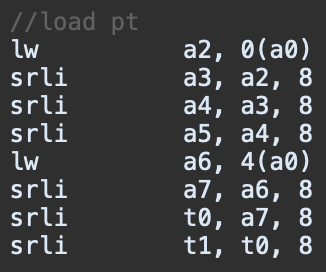 //load pt
lw a2, 0(a0)
srli a3, a2, 8
srli a4, a3, 8
srli a5, a4, 8
lw a6, 4(a0)
srli a7, a6, 8
srli t0, a7, 8
srli t1, t0, 8